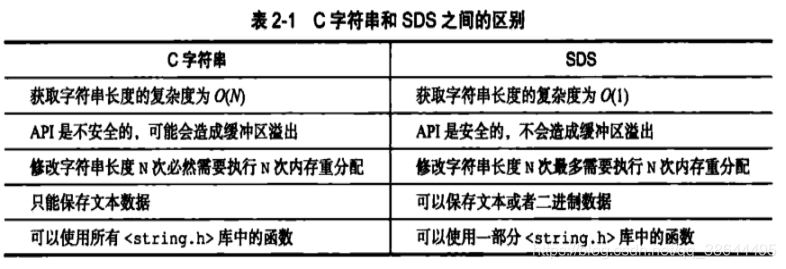 表 2-1 C 字符串和 SDS 之间的区别
C 字符串 SDS
获取字符串长度的复杂度为 O(N) 获取字符串长度的复杂度为 O(1)
API 是不安全的，可能会造成缓冲区溢出 API 是安全的，不会造成缓冲区溢出
修改字符串长度 N 次必然需要执行 N 次内存重分配 修改字符串长度 N 次最多需要执行 N 次内存重分配
只能保存文本数据 可以保存文本或者二进制数据
可以使用所有 <string.h> 库中的函数 可以使用一部分 <string.h> 库中的函数